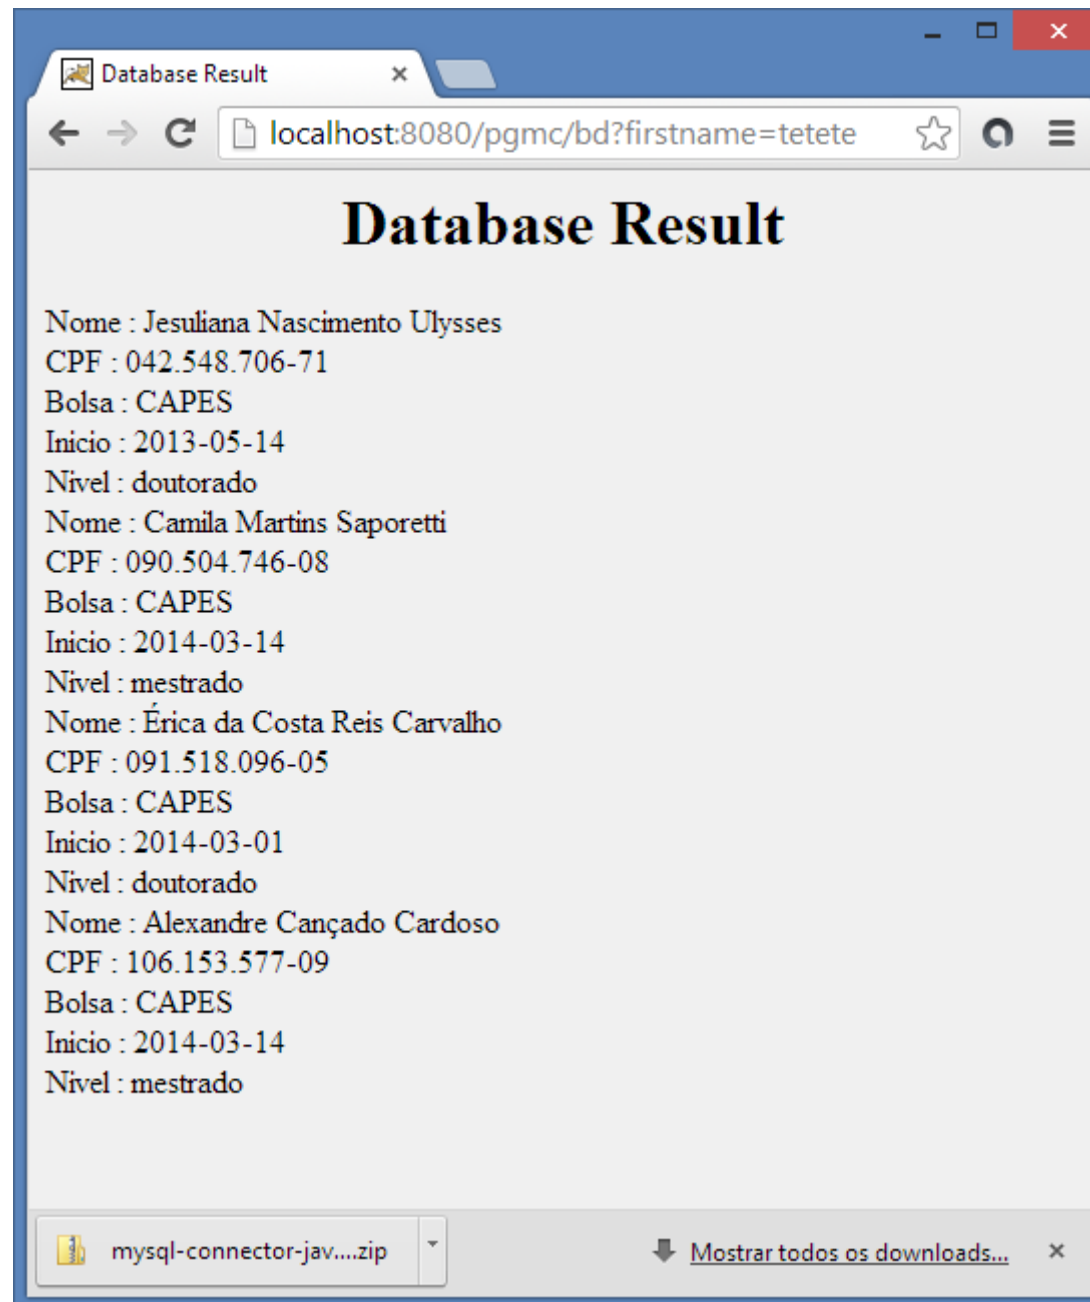 Database Result
localhost:8080/pgmc/bd?firstname=tetete
Database Result
Nome : Jesuliana Nascimento Ulysses
CPF : 042.548.706-71
Bolsa : CAPES
Inicio : 2013-05-14
Nivel : doutorado
Nome : Camila Martins Saporetti
CPF : 090.504.746-08
Bolsa : CAPES
Inicio : 2014-03-14
Nivel : mestrado
Nome : Érica da Costa Reis Carvalho
CPF : 091.518.096-05
Bolsa : CAPES
Inicio : 2014-03-01
Nivel : doutorado
Nome : Alexandre Cançado Cardoso
CPF : 106.153.577-09
Bolsa : CAPES
Inicio : 2014-03-14
Nivel : mestrado
mysql-connector-jav....zip
Mostrar todos os downloads...